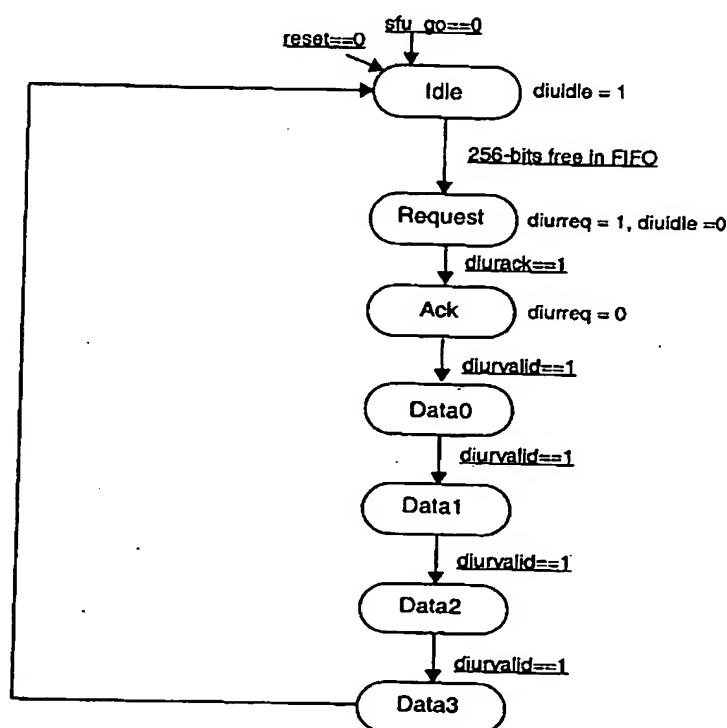 sfu_go==0
reset==0
Idle
diuidle = 1
256-bits free in FIFO
Request
diurreq = 1, diuidle =0
diurack==1
Ack
diurreq = 0
diurvalid==1
Data0
diurvalid==1
Data1
diurvalid==1
Data2
diurvalid==1
Data3